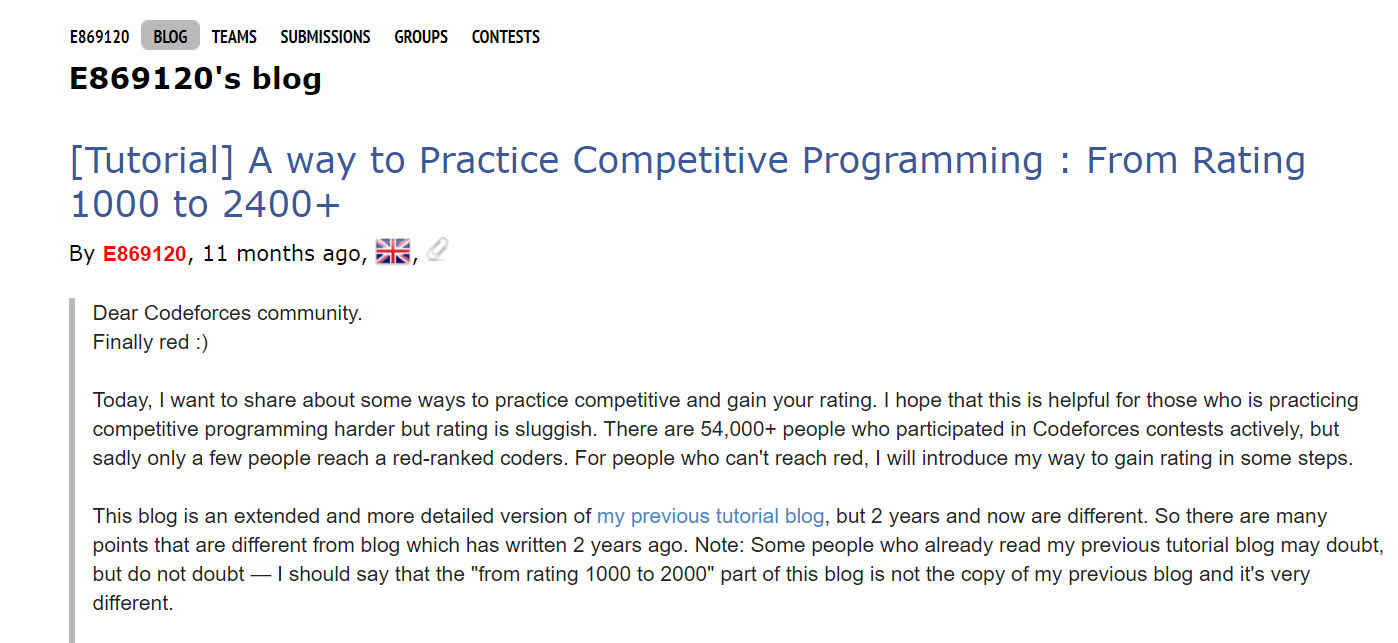 E869120 BLOG TEAMS SUBMISSIONS GROUPS CONTESTS
E869120's blog
[Tutorial] A way to Practice Competitive Programming : From Rating
1000 to 2400+
By E869120, 11 months ago, ,
Dear Codeforces community.
Finally red :)
Today, I want to share about some ways to practice competitive and gain your rating. I hope that this is helpful for those who is practicing
competitive programming harder but rating is sluggish. There are 54,000+ people who participated in Codeforces contests actively, but
sadly only a few people reach a red-ranked coders. For people who can't reach red, I will introduce my way to gain rating in some steps.
This blog is an extended and more detailed version of my previous tutorial blog, but 2 years and now are different. So there are many
points that are different from blog which has written 2 years ago. Note: Some people who already read my previous tutorial blog may doubt,
but do not doubt — I should say that the "from rating 1000 to 2000" part of this blog is not the copy of my previous blog and it's very
different.